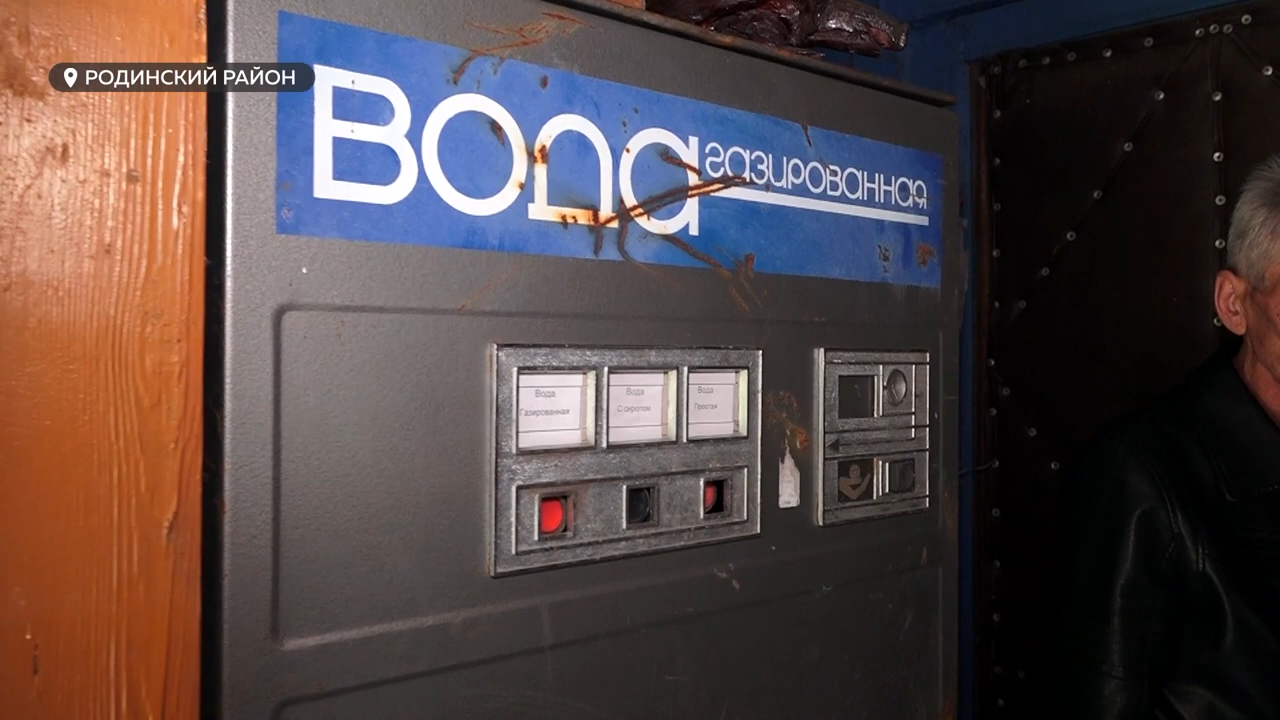 РОДИНСКИЙ РАЙОН
Вода газированная
Вода
Газированная
Вода
С сиропом
Вода
Простая